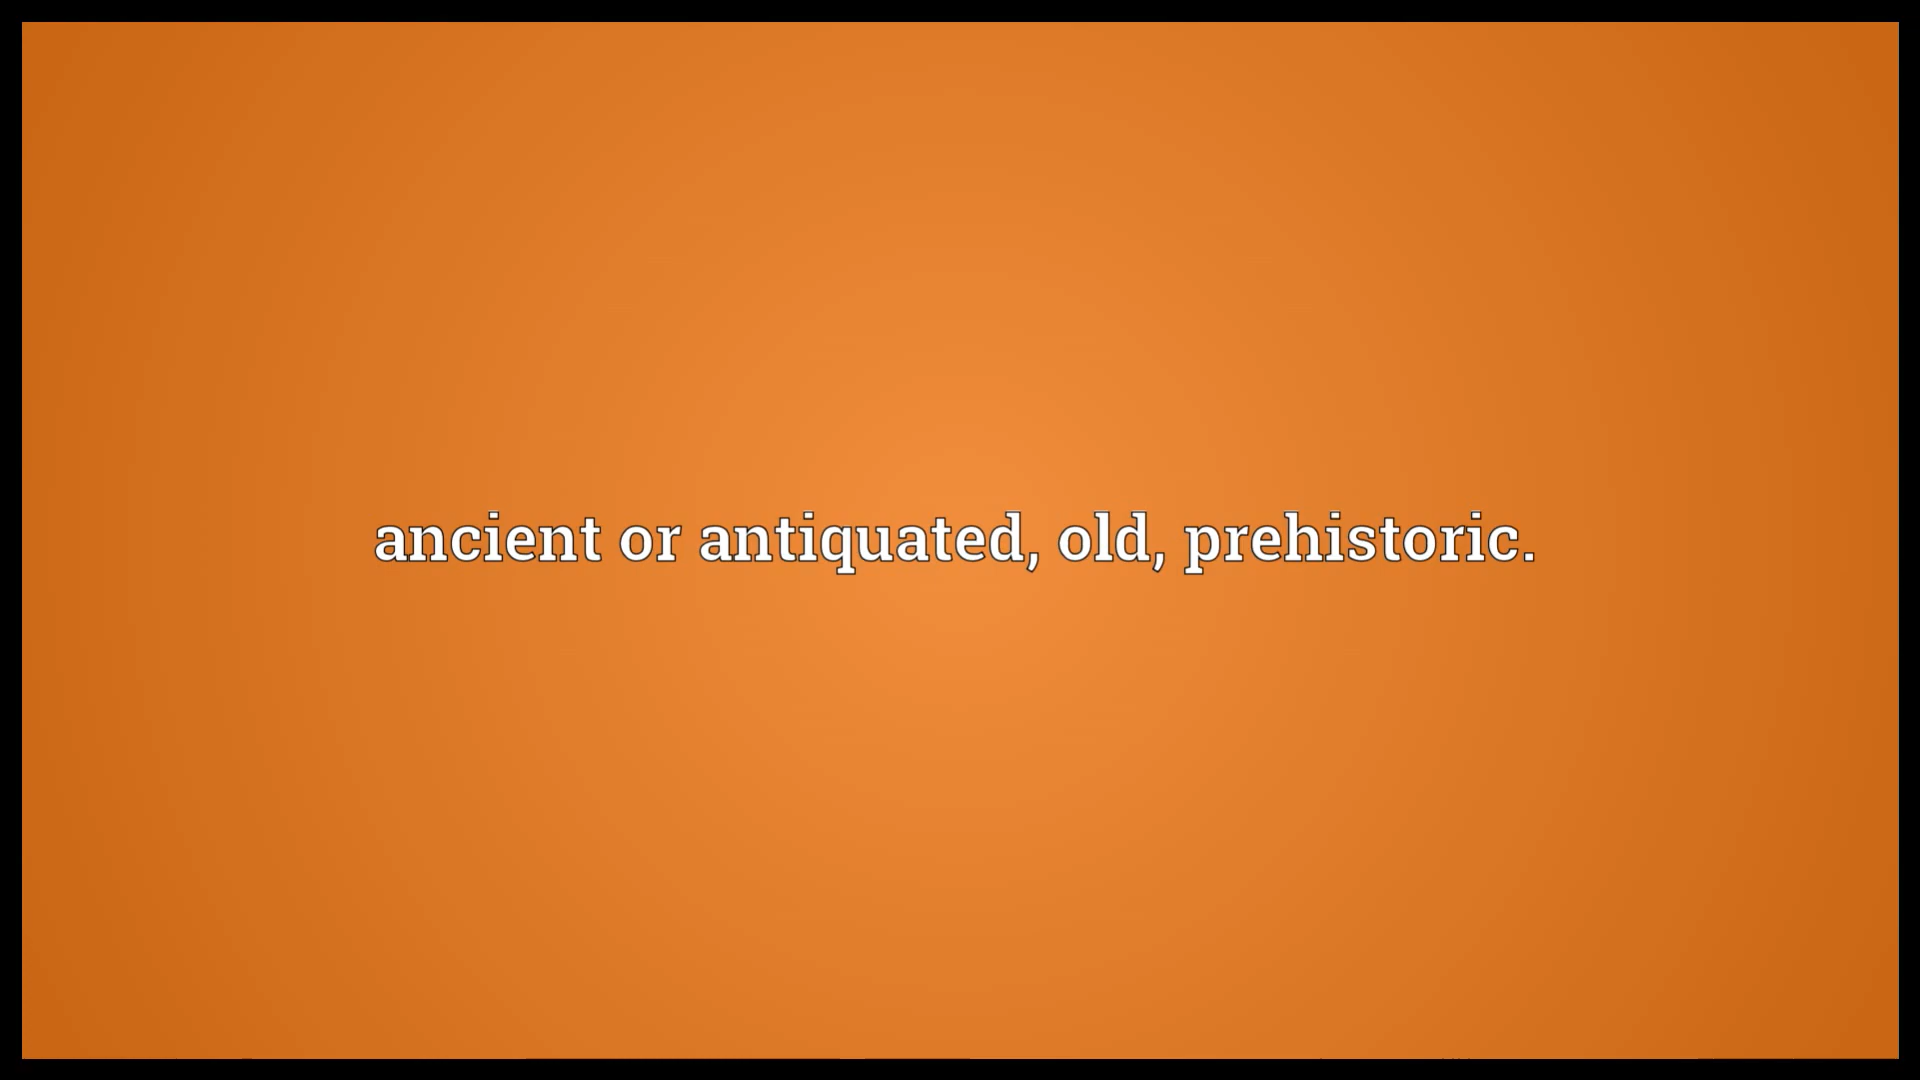 ancient or antiquated, old, prehistoric.